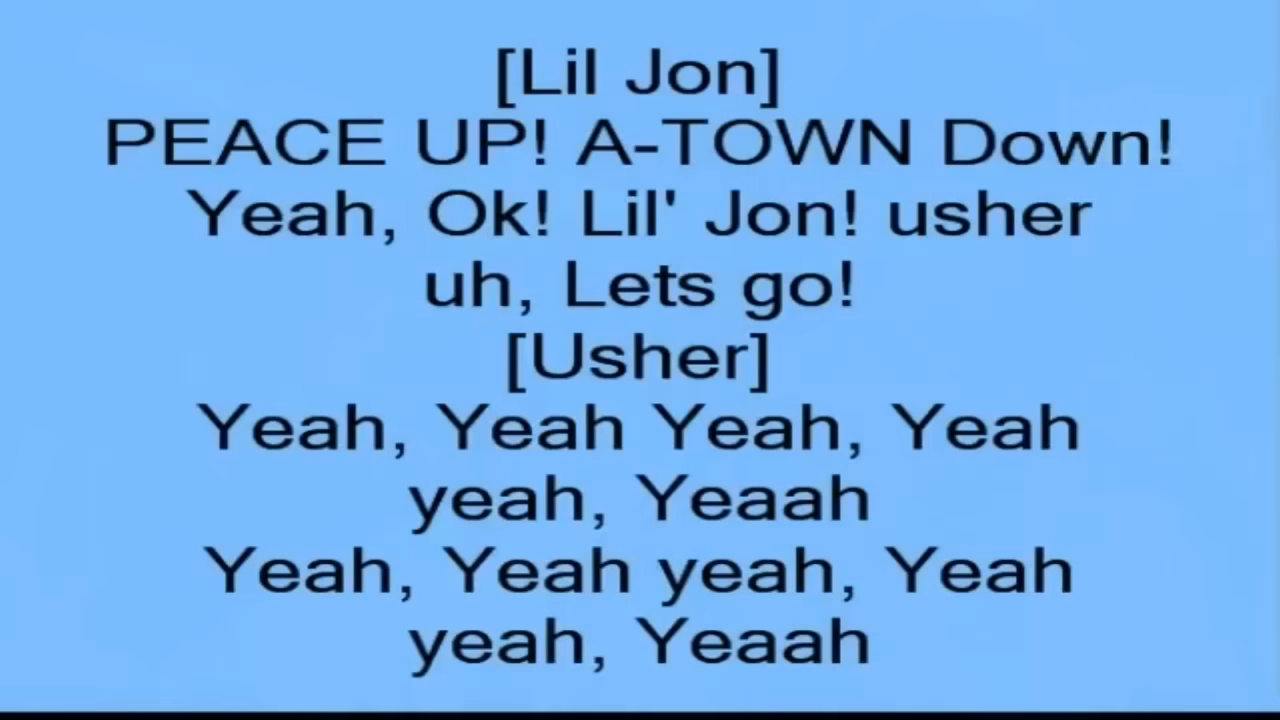 [Lil Jon]
PEACE UP! A-TOWN Down!
Yeah, Ok! Lil' Jon! usher
uh, Lets go!
[Usher]
Yeah, Yeah Yeah, Yeah
yeah, Yeaah
Yeah, Yeah yeah, Yeah
yeah, Yeaah